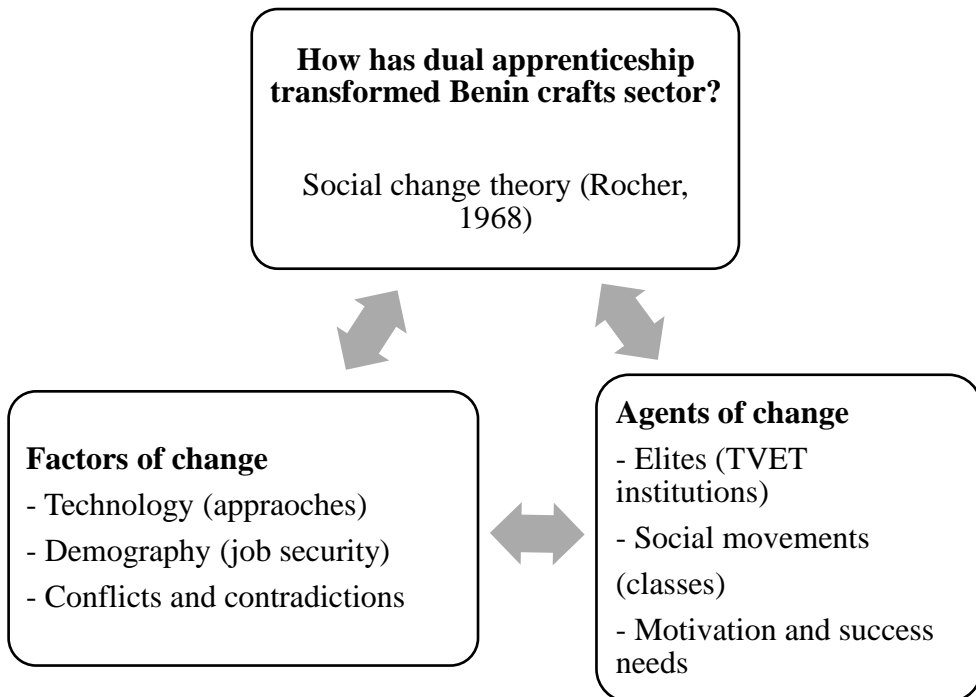 How has dual apprenticeship
transformed Benin crafts sector?
Social change theory (Rocher,
1968)
Factors of change
- Technology (appraoches)
- Demography (job security)
- Conflicts and contradictions
Agents of change
- Elites (TVET
institutions)
- Social movements
(classes)
- Motivation and success
needs